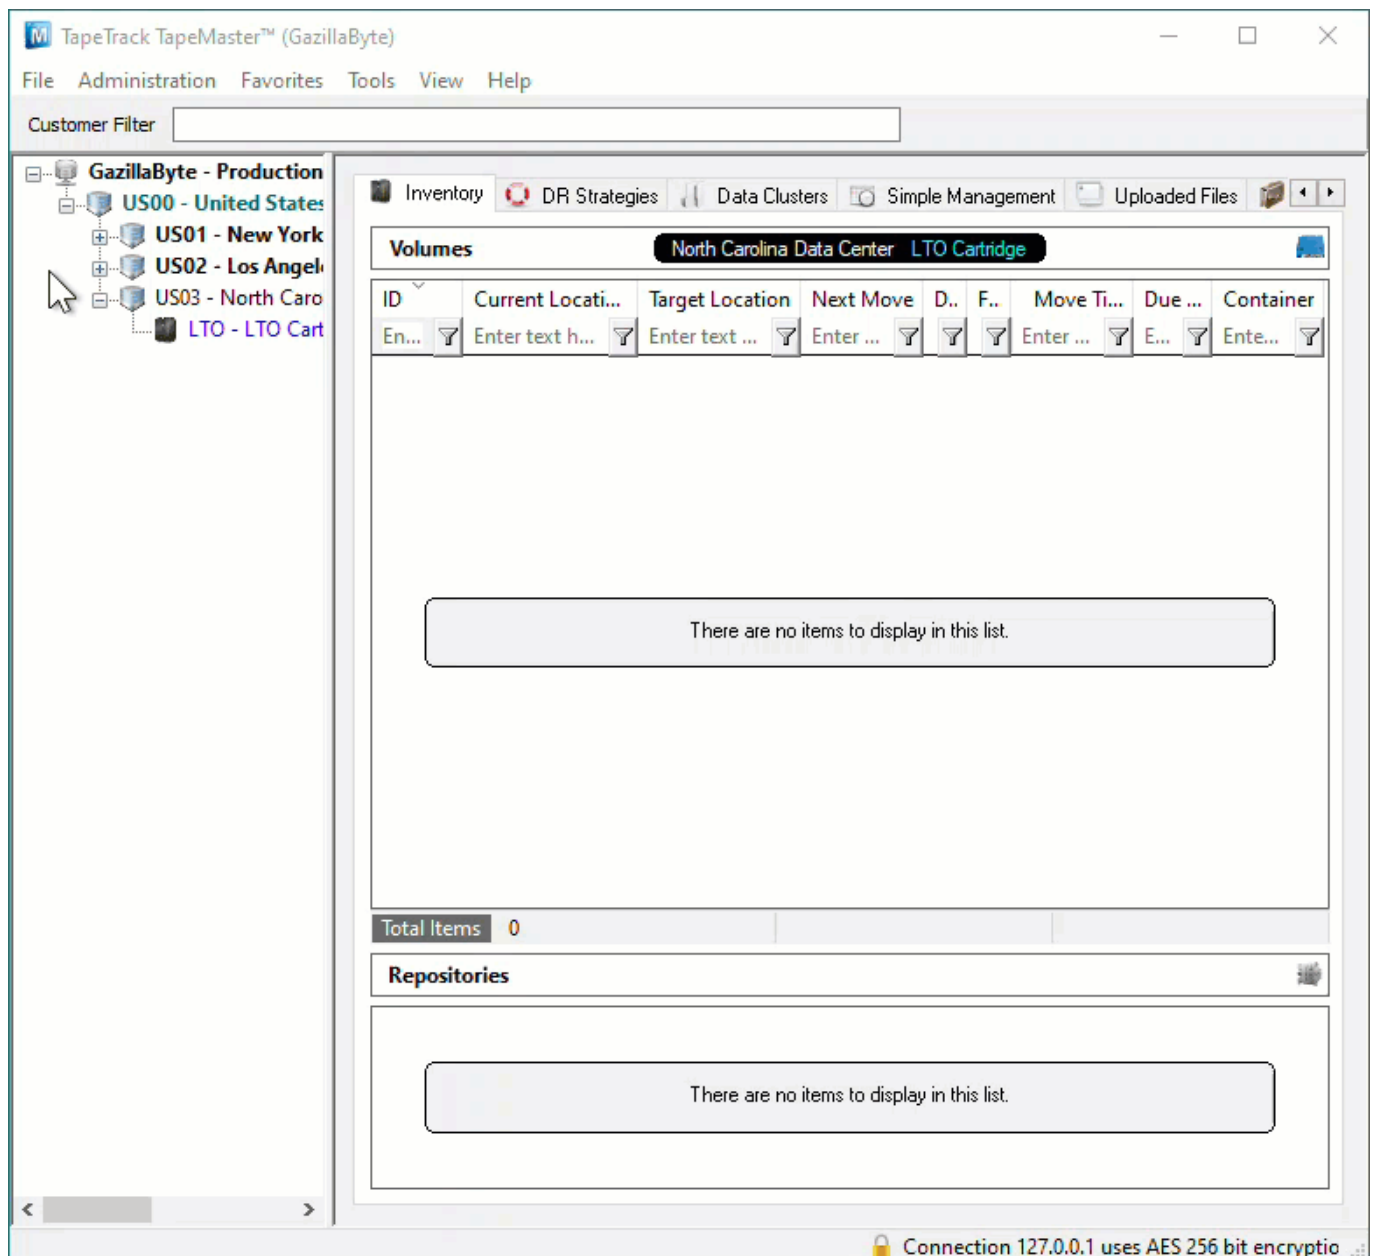 TapeTrack TapeMaster™ (GazillaByte)
File Administration Favorites Tools View Help
Customer Filter
GazillaByte - Production
US00 - United States
US01 - New York
US02 - Los Angel
US03 - North Caro
LTO - LTO Cart
Inventory DR Strategies Data Clusters Simple Management Uploaded Files
Volumes North Carolina Data Center LTO Cartridge
ID Current Locati... Target Location Next Move D.. F.. Move Ti... Due ... Container
En... Enter text h... Enter text ... Enter ... Enter ... E... Ente...
There are no items to display in this list.
Total Items 0
Repositories
There are no items to display in this list.
Connection 127.0.0.1 uses AES 256 bit encryptio